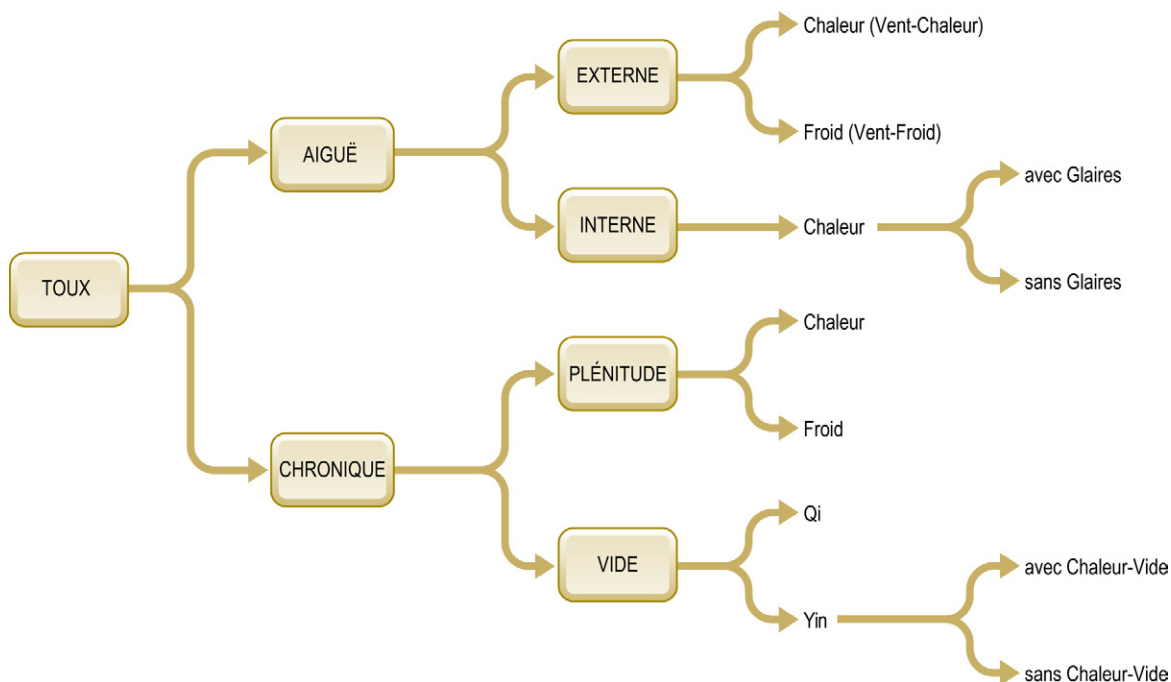 TOUX
AIGUË
EXTERNE
Chaleur (Vent-Chaleur)
Froid (Vent-Froid)
INTERNE
Chaleur
avec Glaires
sans Glaires
CHRONIQUE
PLÉNITUDE
Chaleur
Froid
VIDE
Qi
Yin
avec Chaleur-Vide
sans Chaleur-Vide